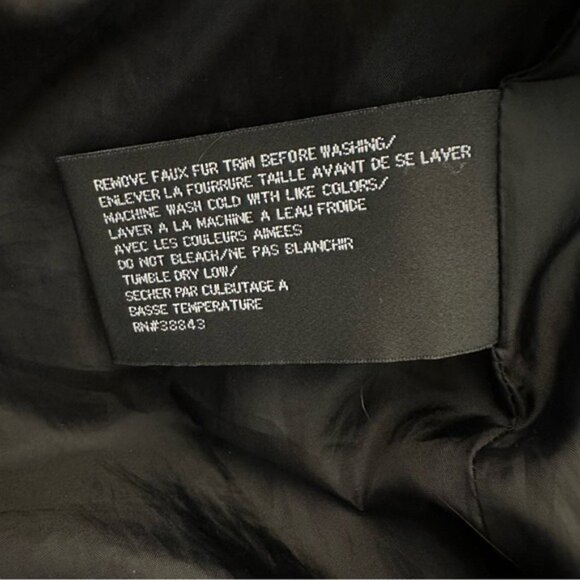 REMOVE FAUX FUR TRIM BEFORE WASHING/
ENLEVER LA FOURRURE TAILLE AVANT DE SE LAVER
MACHINE WASH COLD WITH LIKE COLORS/
LAVER A LA MACHINE A LEAU FROIDE
AVEC LES COULEURS AIMEES
DO NOT BLEACH/NE PAS BLANCHIR
TUMBLE DRY LOW/
SECHER PAR CULBUTAGE A
BASSE TEMPERATURE
RN#38843